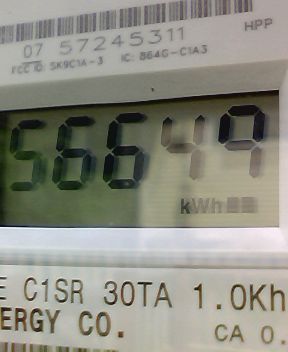 07 57245311
HPP
FCC ID: SK9C1A-3 IC: 864G-C1A3
56649
kWh
E C1SR 30TA 1.0Kh
ERGY CO.
CA 0.